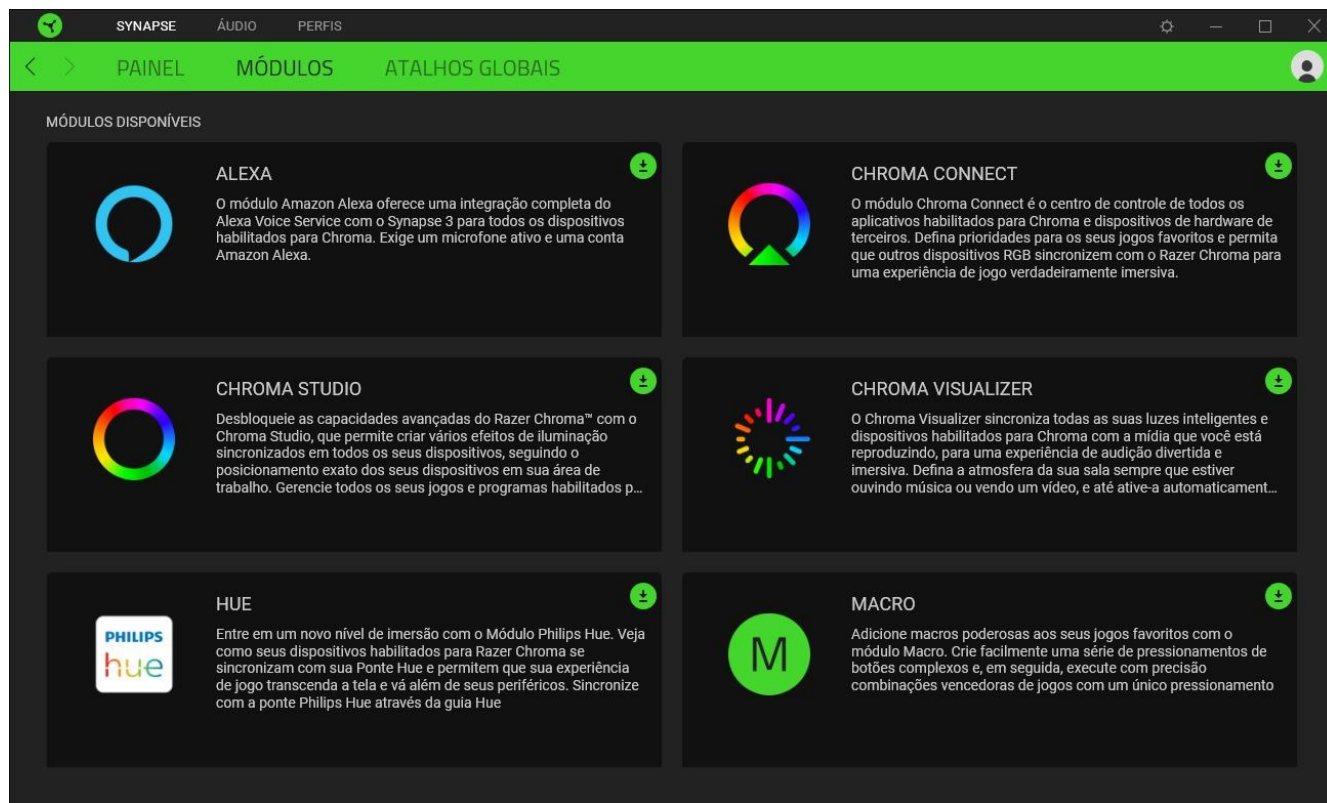 SYNAPSE ÁUDIO PERFIS
PAINEL MÓDULOS ATALHOS GLOBAIS
MÓDULOS DISPONÍVEIS
ALEXA
O módulo Amazon Alexa oferece uma integração completa do
Alexa Voice Service com o Synapse 3 para todos os dispositivos
habilitados para Chroma. Exige um microfone ativo e uma conta
Amazon Alexa.
CHROMA CONNECT
O módulo Chroma Connect é o centro de controle de todos os
aplicativos habilitados para Chroma e dispositivos de hardware de
terceiros. Defina prioridades para os seus jogos favoritos e permita
que outros dispositivos RGB sincronizem com o Razer Chroma para
uma experiência de jogo verdadeiramente imersiva.
CHROMA STUDIO
Desbloqueie as capacidades avançadas do Razer Chroma™ com o
Chroma Studio, que permite criar vários efeitos de iluminação
sincronizados em todos os seus dispositivos, seguindo o
posicionamento exato dos seus dispositivos em sua área de
trabalho. Gerencie todos os seus jogos e programas habilitados p...
CHROMA VISUALIZER
O Chroma Visualizer sincroniza todas as suas luzes inteligentes e
dispositivos habilitados para Chroma com a mídia que você está
reproduzindo, para uma experiência de audição divertida e
imersiva. Defina a atmosfera da sua sala sempre que estiver
ouvindo música ou vendo um vídeo, e até ative-a automaticament...
PHILIPS
hue
HUE
Entre em um novo nível de imersão com o Módulo Philips Hue. Veja
como seus dispositivos habilitados para Razer Chroma se
sincronizam com sua Ponte Hue e permitem que sua experiência
de jogo transcenda a tela e vá além de seus periféricos. Sincronize
com a ponte Philips Hue através da guia Hue
M
MACRO
Adicione macros poderosas aos seus jogos favoritos com o
módulo Macro. Crie facilmente uma série de pressionamentos de
botões complexos e, em seguida, execute com precisão
combinações vencedoras de jogos com um único pressionamento